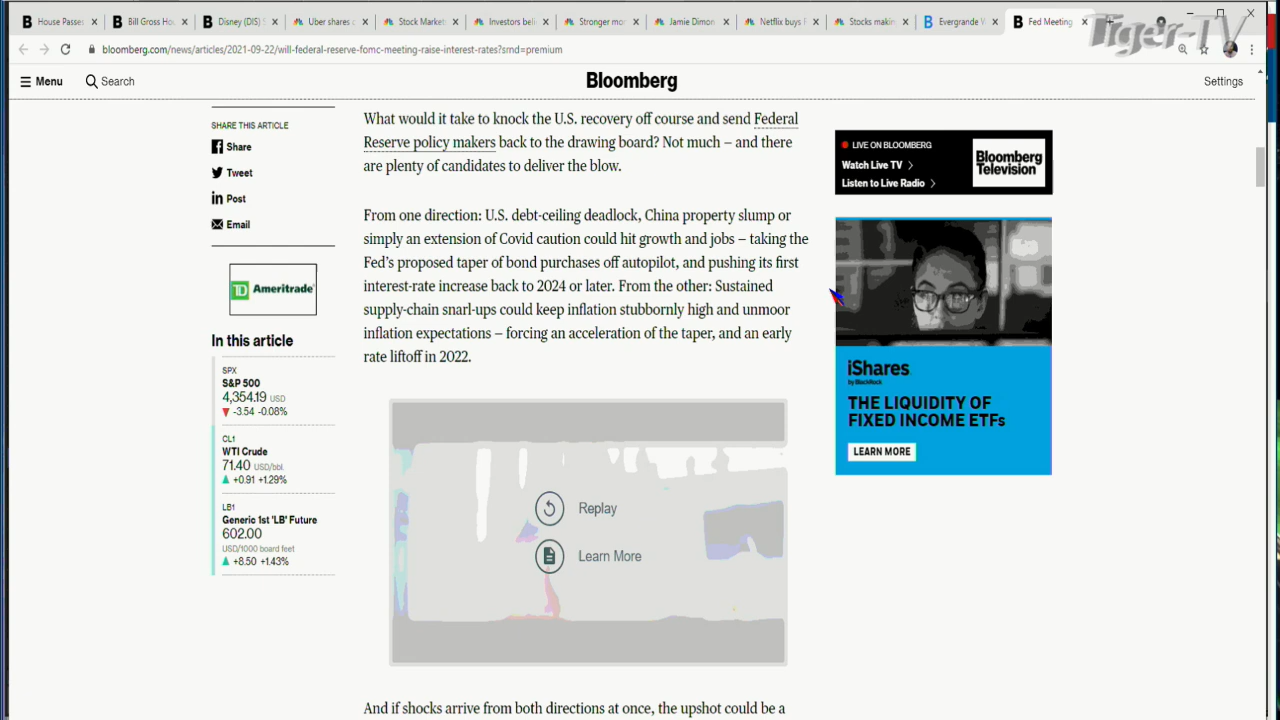 House Passes
Bill Gross Hou
Disney (DIS) S
Uber shares c
Stock Market
Investors beli
Stronger mo
Jamie Dimon
Netflix buys
Stocks makin
Evergrande
Fed Meeting
Tiger-TV
bloomberg.com/news/articles/2021-09-22/will-federal-reserve-fomc-meeting-raise-interest-rates?srnd=premium
Menu
Search
Bloomberg
Settings
SHARE THIS ARTICLE
Share
Tweet
Post
Email
TD Ameritrade
In this article
SPX
S&P 500
4,354.19 USD
▼ -3.54 -0.08%
CL1
WTI Crude
71.40 USD/bbl.
▲ +0.91 +1.29%
LB1
Generic 1st 'LB' Future
602.00
USD/1000 board feet
▲ +8.50 +1.43%
What would it take to knock the U.S. recovery off course and send Federal
Reserve policy makers back to the drawing board? Not much – and there
are plenty of candidates to deliver the blow.
From one direction: U.S. debt-ceiling deadlock, China property slump or
simply an extension of Covid caution could hit growth and jobs – taking the
Fed's proposed taper of bond purchases off autopilot, and pushing its first
interest-rate increase back to 2024 or later. From the other: Sustained
supply-chain snarl-ups could keep inflation stubbornly high and unmoor
inflation expectations – forcing an acceleration of the taper, and an early
rate liftoff in 2022.
Replay
Learn More
And if shocks arrive from both directions at once, the upshot could be a
LIVE ON BLOOMBERG
Watch Live TV
Listen to Live Radio
Bloomberg
Television
iShares
by BlackRock
THE LIQUIDITY OF
FIXED INCOME ETFs
LEARN MORE